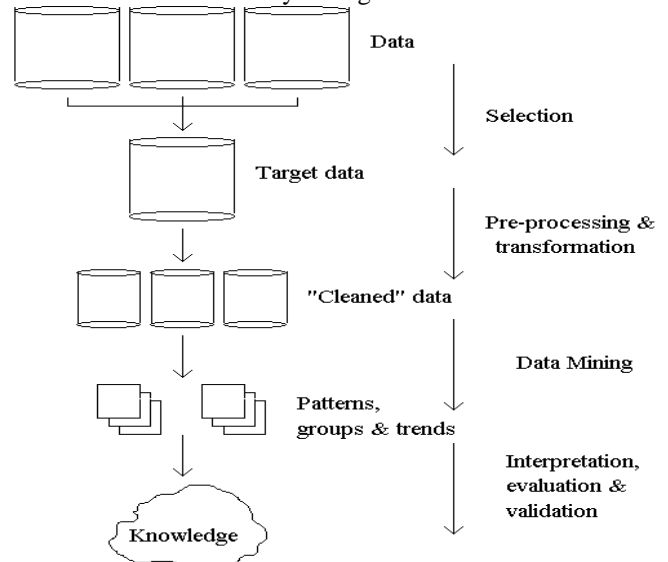 Data
Selection
Target data
Pre-processing &
transformation
"Cleaned" data
Data Mining
Patterns,
groups & trends
Interpretation,
evaluation &
validation
Knowledge